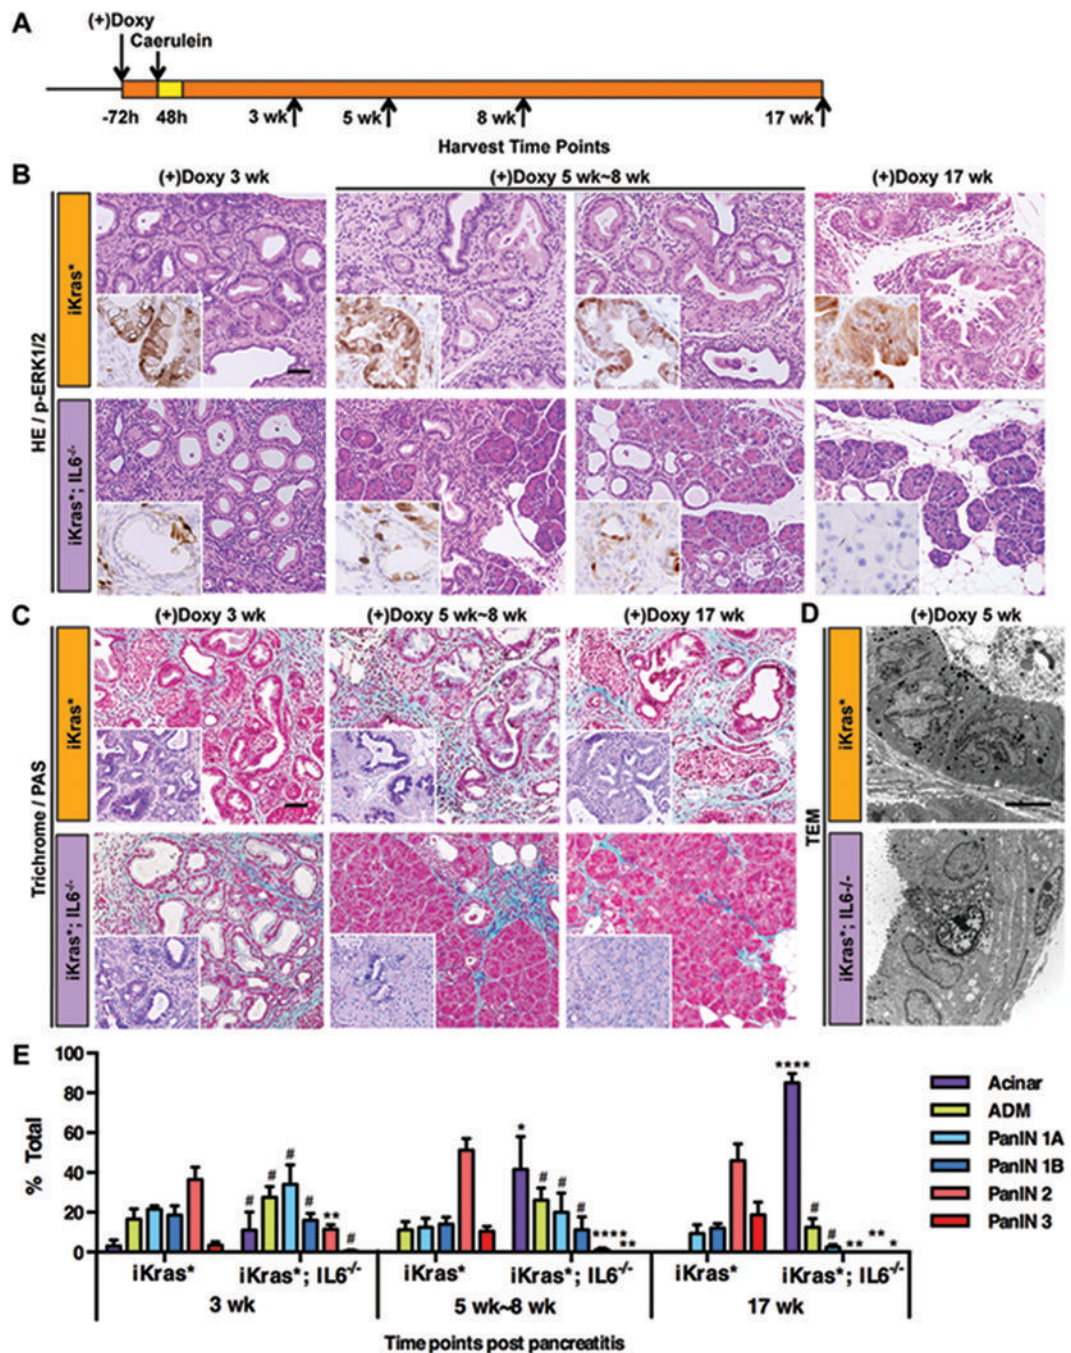 A
(+)Doxy
Caerulein
-72h 48h 3 wk 5 wk 8 wk 17 wk
Harvest Time Points
B
(+)Doxy 3 wk (+)Doxy 5 wk~8 wk (+)Doxy 17 wk
HE / p-ERK1/2
iKras*
iKras*; IL6-/-
C
(+)Doxy 3 wk (+)Doxy 5 wk~8 wk (+)Doxy 17 wk
Trichrome / PAS
iKras*
iKras*; IL6-/-
D
(+)Doxy 5 wk
TEM
iKras*
iKras*; IL6-/-
E
% Total
100
80
60
40
20
0
# # # # ** #
* # # # **** **
**** # # ** ** *
iKras* iKras*; IL6-/- iKras* iKras*; IL6-/- iKras* iKras*; IL6-/-
3 wk 5 wk~8 wk 17 wk
Time points post pancreatitis
Acinar
ADM
PanIN 1A
PanIN 1B
PanIN 2
PanIN 3